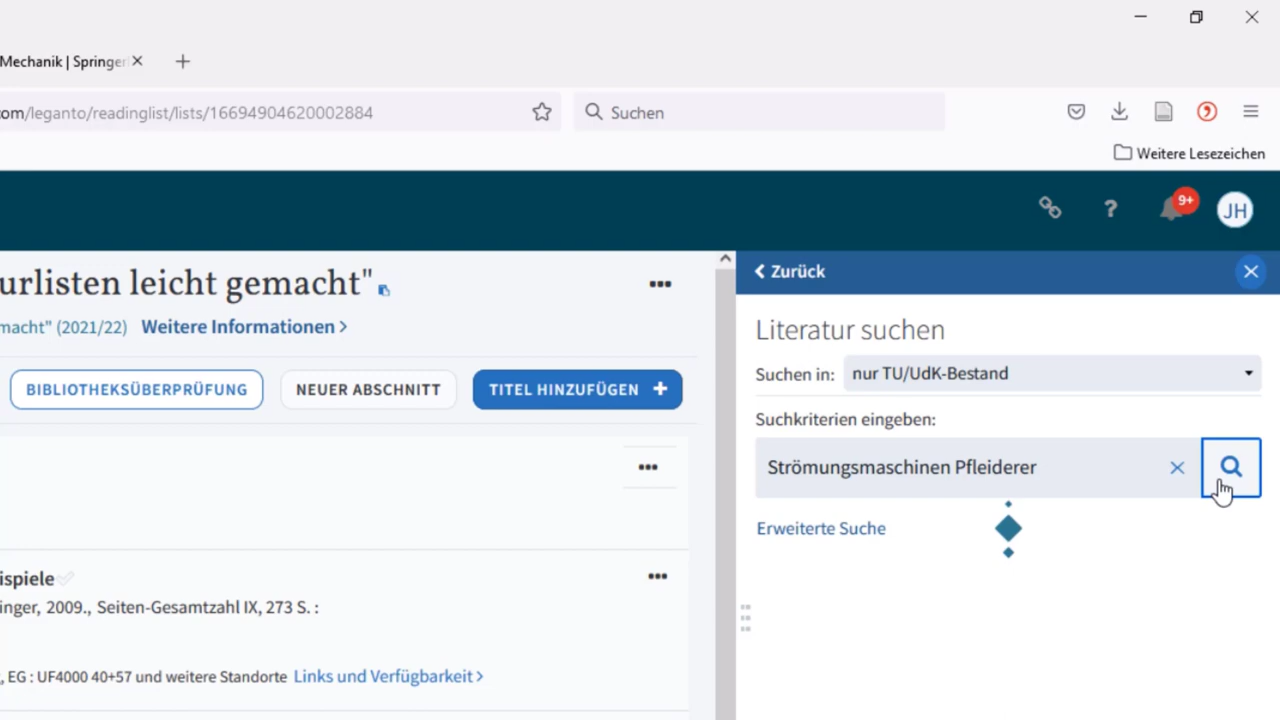 Mechanik | Springer
com/leganto/readinglist/lists/16694904620002884
Suchen
Weitere Lesezeichen
?
9+
JH
urlisten leicht gemacht"
macht" (2021/22) Weitere Informationen >
BIBLIOTHEKSÜBERPRÜFUNG
NEUER ABSCHNITT
TITEL HINZUFÜGEN +
ispiele
inger, 2009., Seiten-Gesamtzahl IX, 273 S. :
, EG : UF4000 40+57 und weitere Standorte Links und Verfügbarkeit >
< Zurück
Literatur suchen
Suchen in: nur TU/UdK-Bestand
Suchkriterien eingeben:
Strömungsmaschinen Pfleiderer
Erweiterte Suche